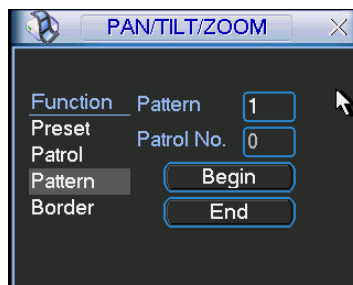 PAN/TILT/ZOOM
Function
Preset
Patrol
Pattern
Border
Pattern 1
Patrol No. 0
Begin
End